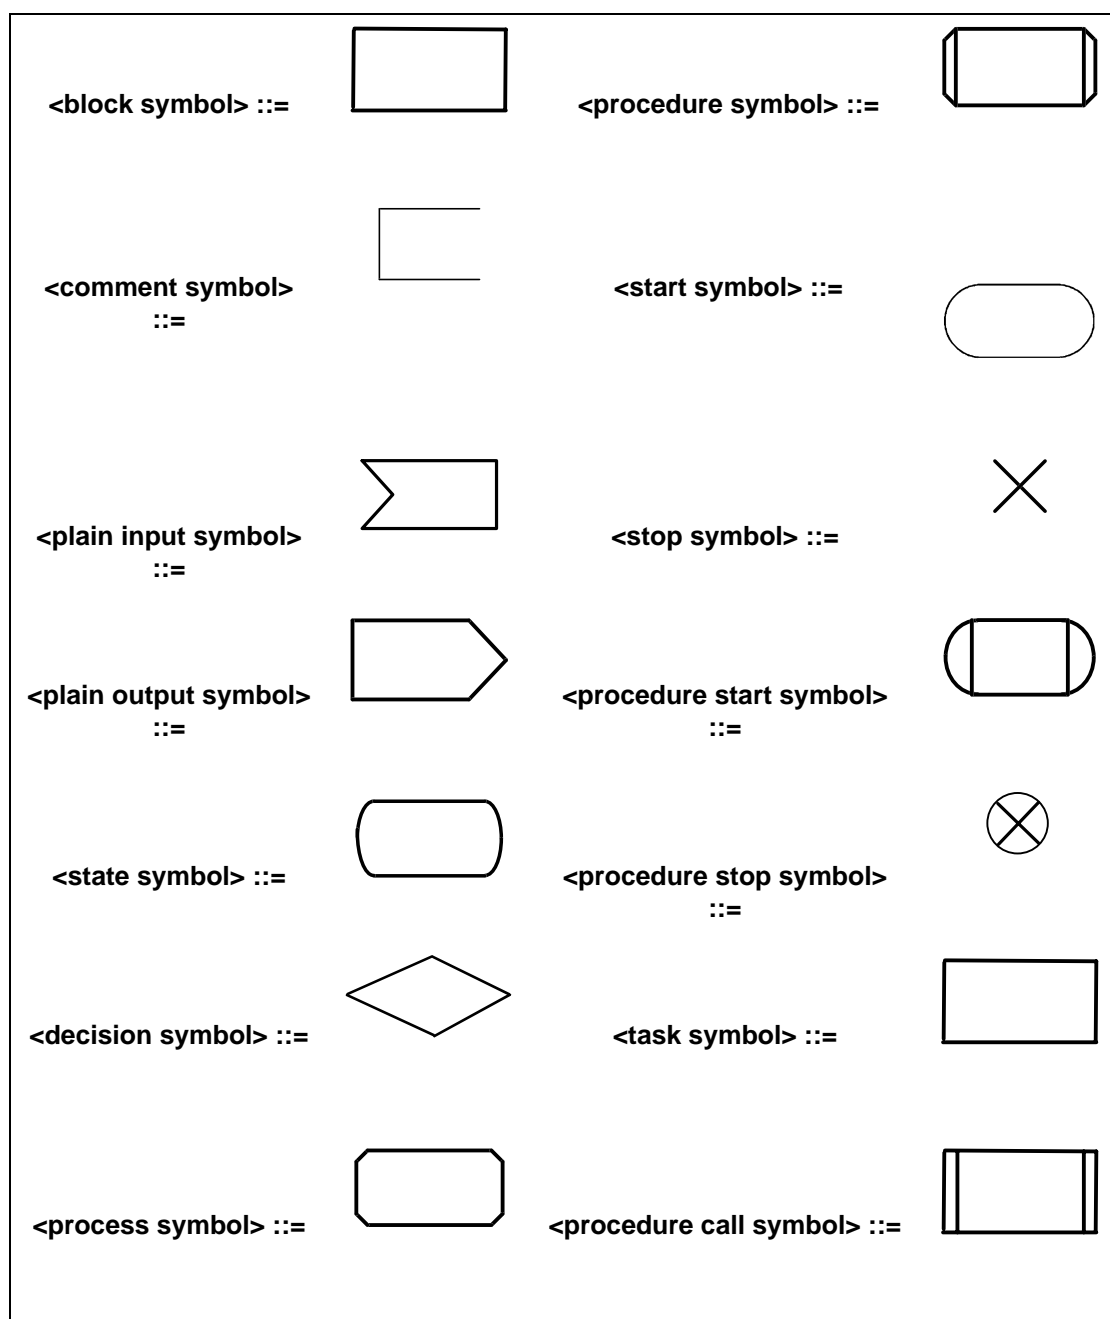 <block symbol> ::=
<procedure symbol> ::=
<comment symbol>
::=
<start symbol> ::=
<plain input symbol>
::=
<stop symbol> ::=
<plain output symbol>
::=
<procedure start symbol>
::=
<state symbol> ::=
<procedure stop symbol>
::=
<decision symbol> ::=
<task symbol> ::=
<process symbol> ::=
<procedure call symbol> ::=